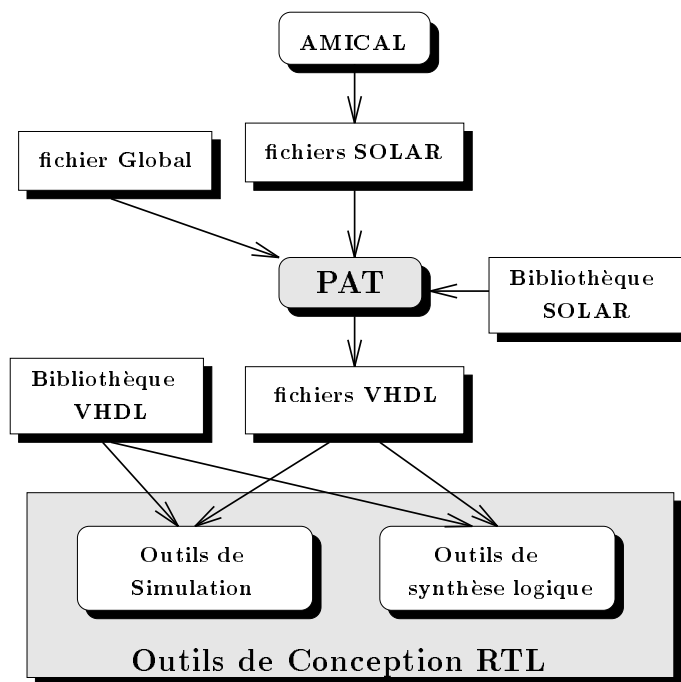 AMICAL
fichier Global
fichiers SOLAR
PAT
Bibliothèque
SOLAR
Bibliothèque
VHDL
fichiers VHDL
Outils de
Simulation
Outils de
synthèse logique
Outils de Conception RTL